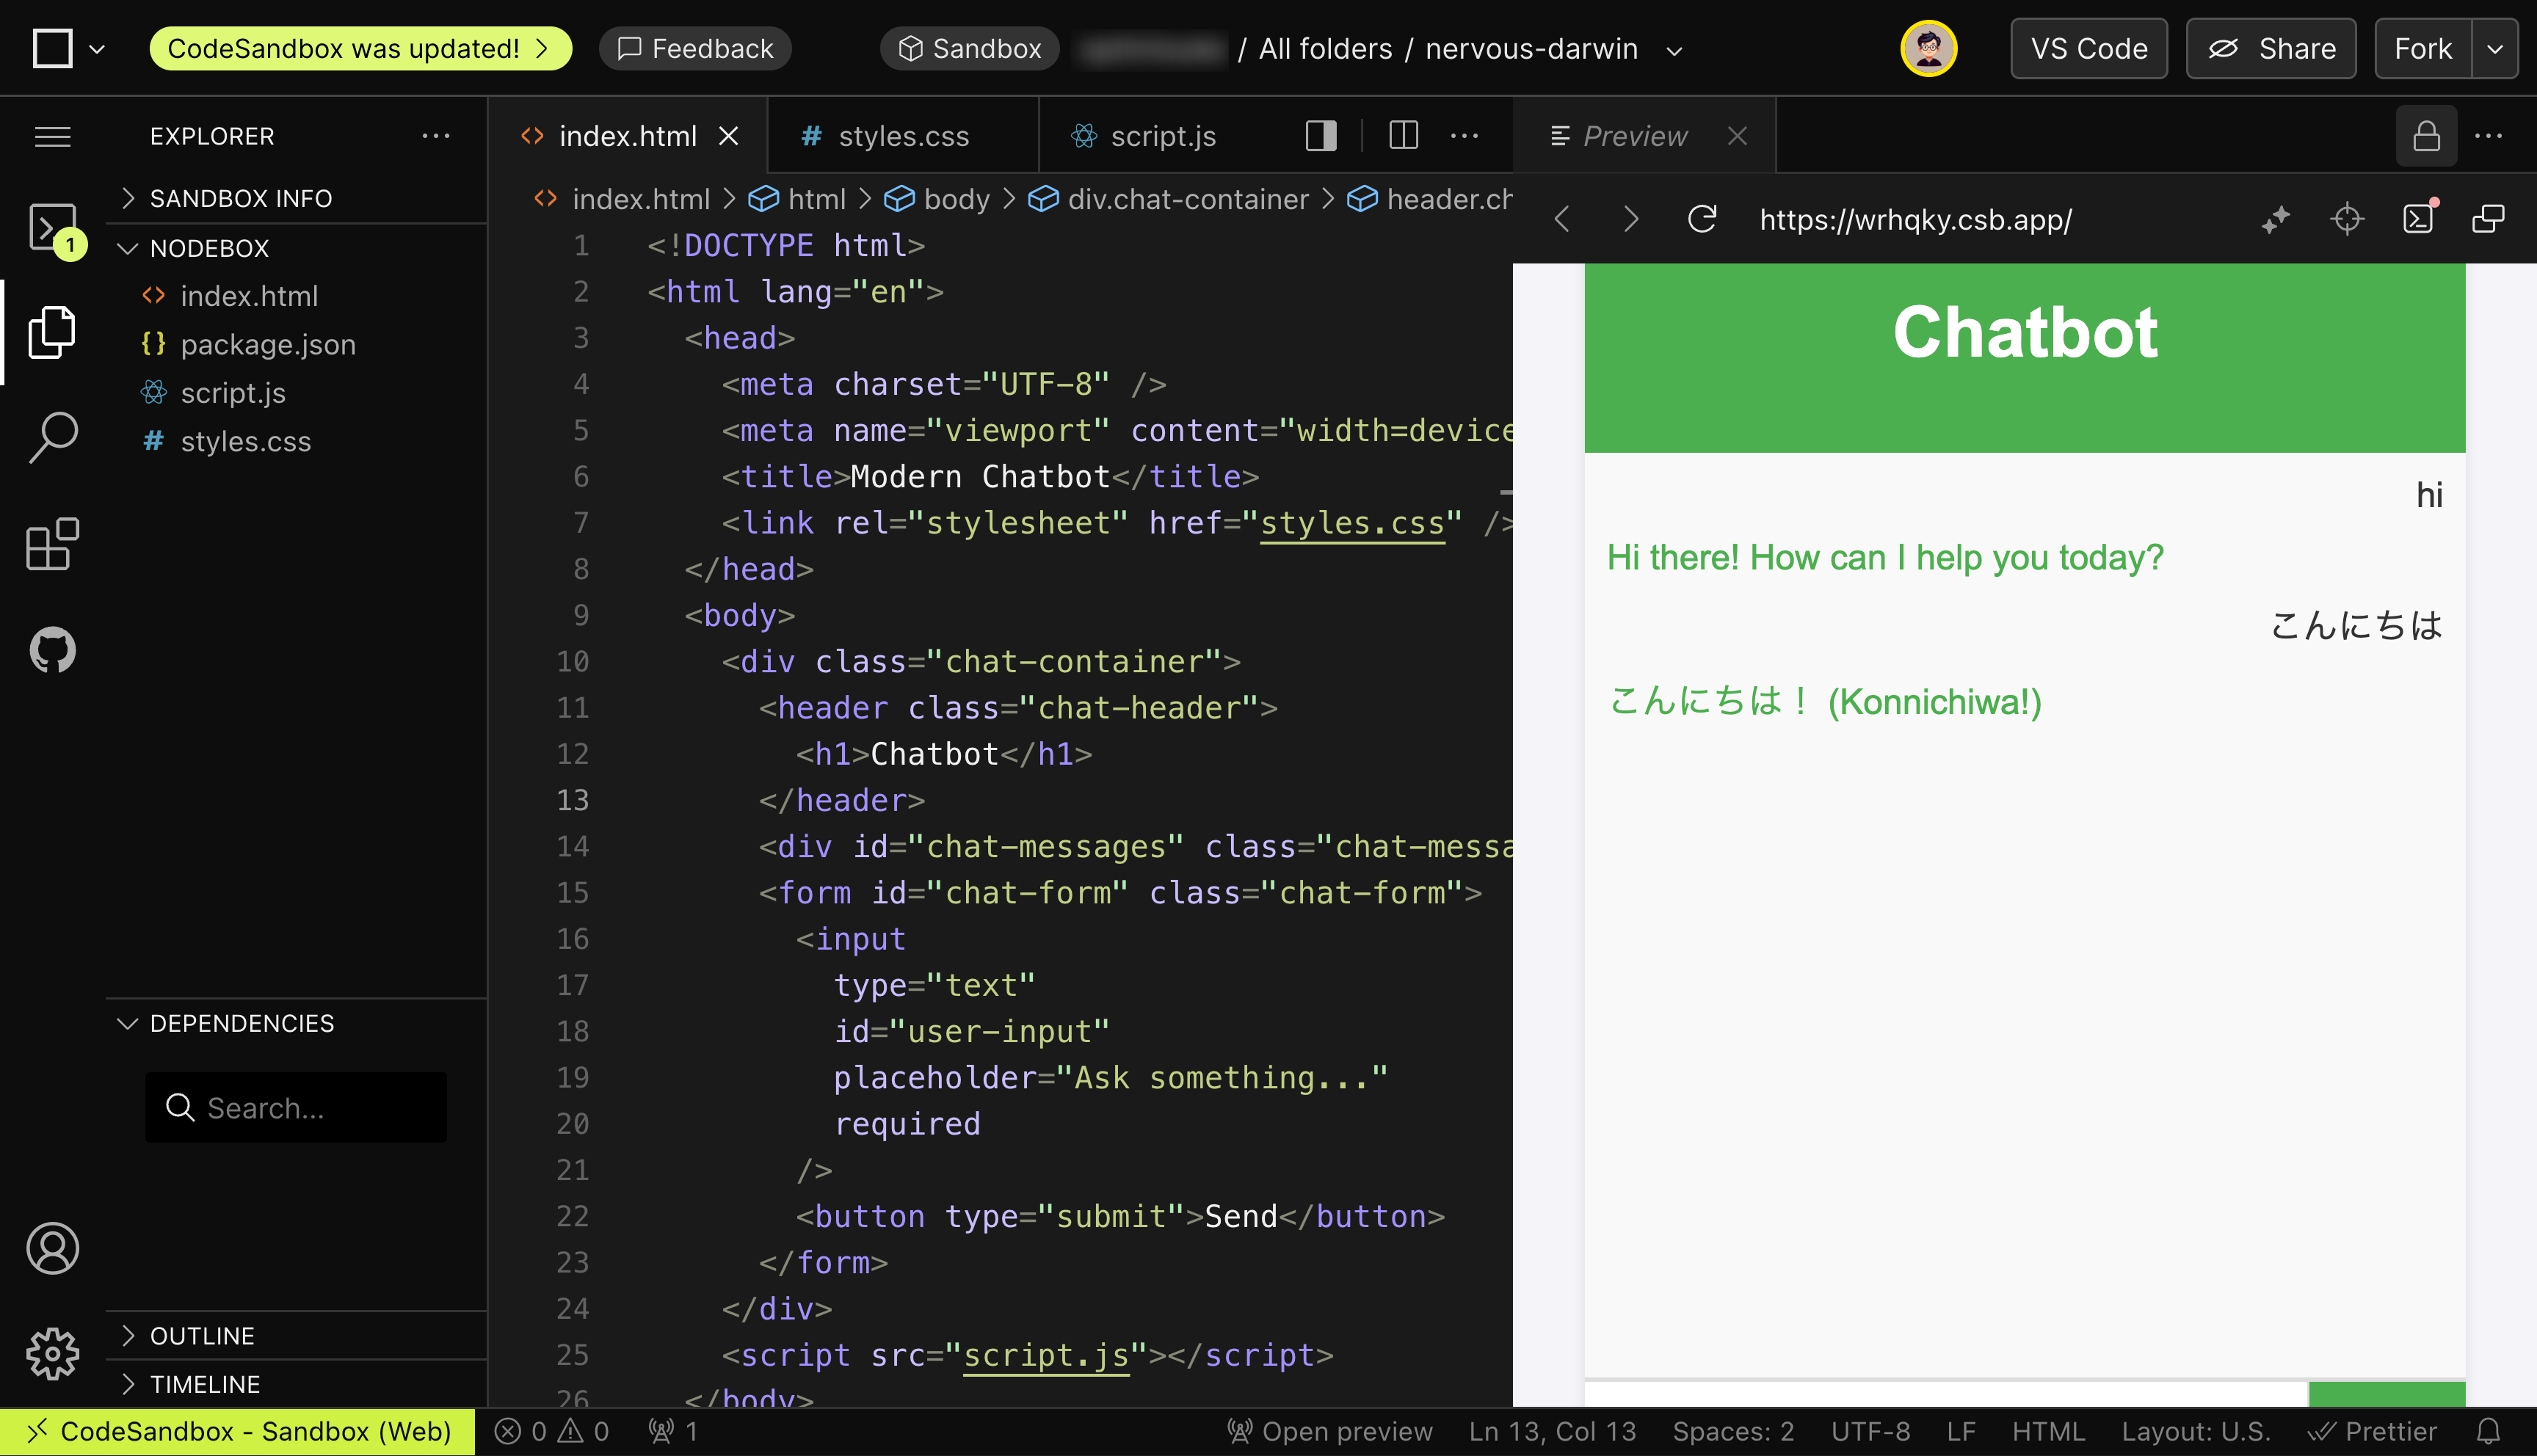 CodeSandbox was updated!
Feedback
Sandbox
/ All folders / nervous-darwin
VS Code
Share
Fork
1
EXPLORER
SANDBOX INFO
NODEBOX
index.html
package.json
script.js
styles.css
DEPENDENCIES
Search...
OUTLINE
TIMELINE
index.html
styles.css
script.js
index.html > html > body > div.chat-container >
1 <!DOCTYPE html>
2 <html lang="en">
3 <head>
4 <meta charset="UTF-8" />
5 <meta name="viewport" content="width=device
6 <title>Modern Chatbot</title>
7 <link rel="stylesheet" href="styles.css" />
8 </head>
9 <body>
10 <div class="chat-container">
11 <header class="chat-header">
12 <h1>Chatbot</h1>
13 </header>
14 <div id="chat-messages" class="chat-messa
15 <form id="chat-form" class="chat-form">
16 <input
17 type="text"
18 id="user-input"
19 placeholder="Ask something..."
20 required
21 />
22 <button type="submit">Send</button>
23 </form>
24 </div>
25 <script src="script.js"></script>
26 </body>
Preview
https://wrhqky.csb.app/
Chatbot
hi
Hi there! How can I help you today?
こんにちは
こんにちは！ (Konnichiwa!)
CodeSandbox - Sandbox (Web)
0 0 1
Open preview
Ln 13, Col 13
Spaces: 2
UTF-8
LF
HTML
Layout: U.S.
Prettier